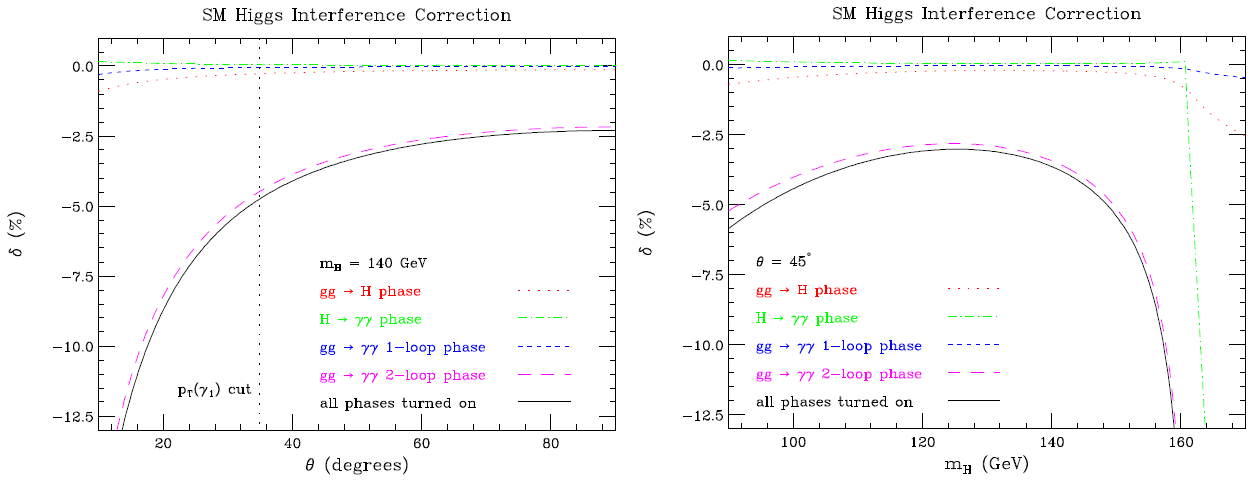 SM Higgs Interference Correction
0.0
−2.5
−5.0
−7.5
−10.0
−12.5
δ (%)
m_H = 140 GeV
gg → H phase
H → γγ phase
gg → γγ 1−loop phase
gg → γγ 2−loop phase
p_T(γ₁) cut
all phases turned on
20
40
60
80
θ (degrees)
SM Higgs Interference Correction
0.0
−2.5
−5.0
−7.5
−10.0
−12.5
δ (%)
θ = 45°
gg → H phase
H → γγ phase
gg → γγ 1−loop phase
gg → γγ 2−loop phase
all phases turned on
100
120
140
160
m_H (GeV)